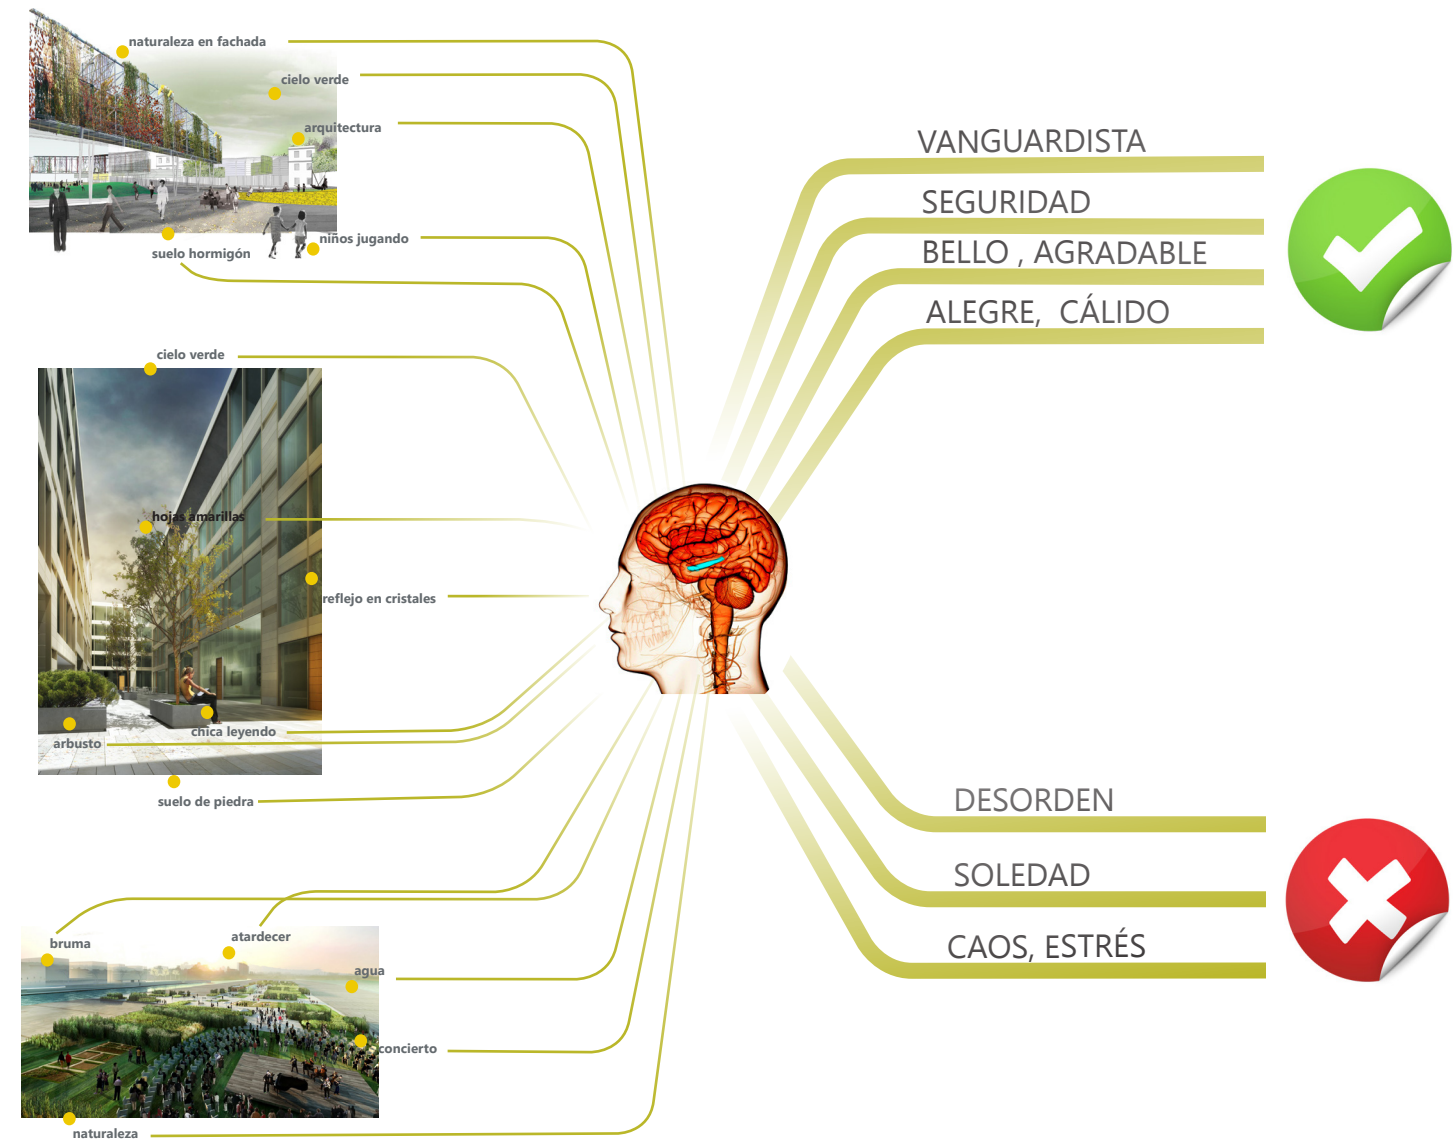 naturaleza en fachada
cielo verde
arquitectura
niños jugando
suelo hormigón
cielo verde
hojas amarillas
reflejo en cristales
chica leyendo
arbusto
suelo de piedra
bruma
atardecer
agua
concierto
naturaleza
VANGUARDISTA
SEGURIDAD
BELLO , AGRADABLE
ALEGRE, CÁLIDO
DESORDEN
SOLEDAD
CAOS, ESTRÉS